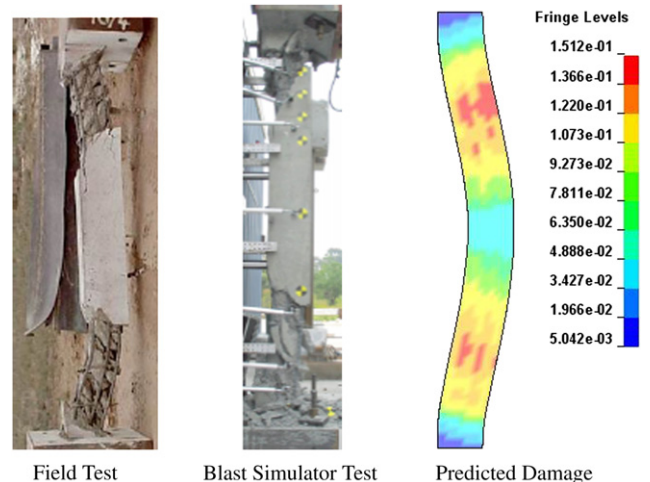 10/4
Fringe Levels
1.512e-01
1.366e-01
1.220e-01
1.073e-01
9.273e-02
7.811e-02
6.350e-02
4.888e-02
3.427e-02
1.966e-02
5.042e-03
Field Test
Blast Simulator Test
Predicted Damage